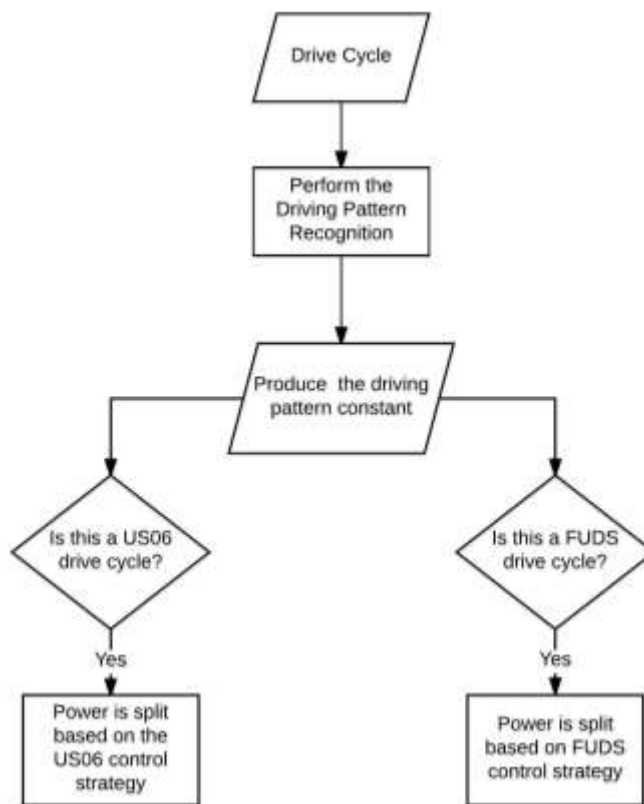 Drive Cycle
Perform the
Driving Pattern
Recognition
Produce the driving
pattern constant
Is this a US06
drive cycle?
Yes
Power is split
based on the
US06 control
strategy
Is this a FUDS
drive cycle?
Yes
Power is split
based on FUDS
control strategy